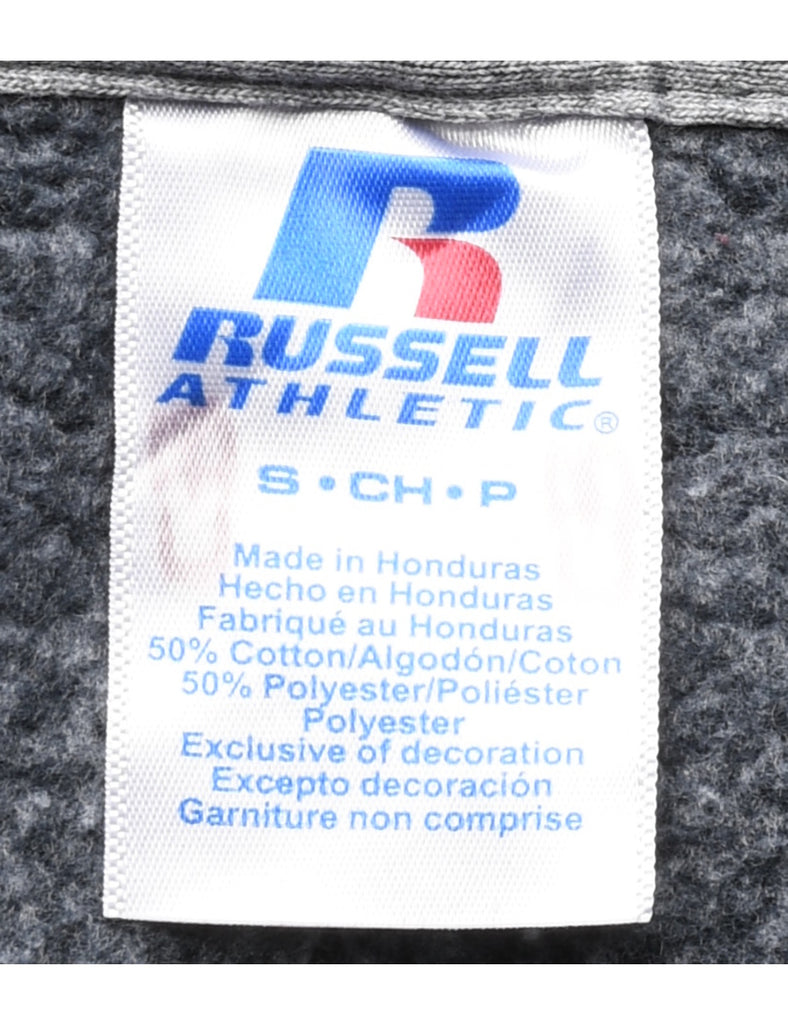 R
RUSSELL
ATHLETIC®
S • CH • P
Made in Honduras
Hecho en Honduras
Fabriqué au Honduras
50% Cotton/Algodón/Coton
50% Polyester/Poliéster
Polyester
Exclusive of decoration
Excepto decoración
Garniture non comprise